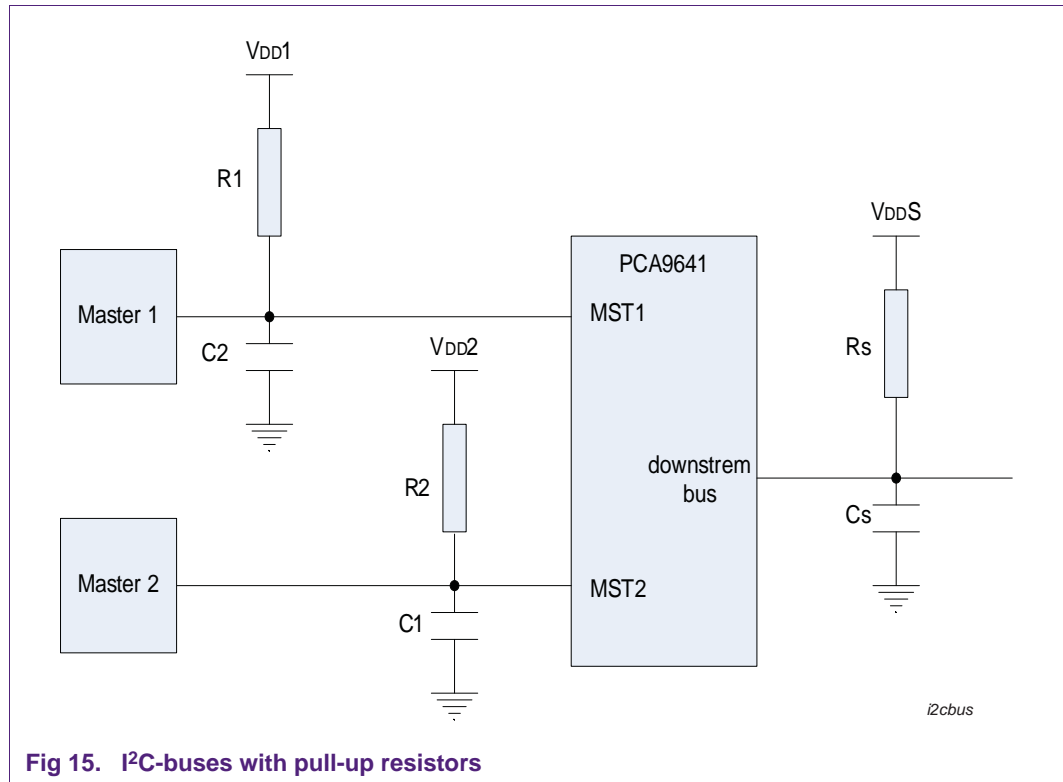 VDD1
R1
VDDS
PCA9641
Master 1
MST1
C2
VDD2
Rs
R2
downstrem
bus
Cs
Master 2
MST2
C1
i2cbus
Fig 15. I²C-buses with pull-up resistors